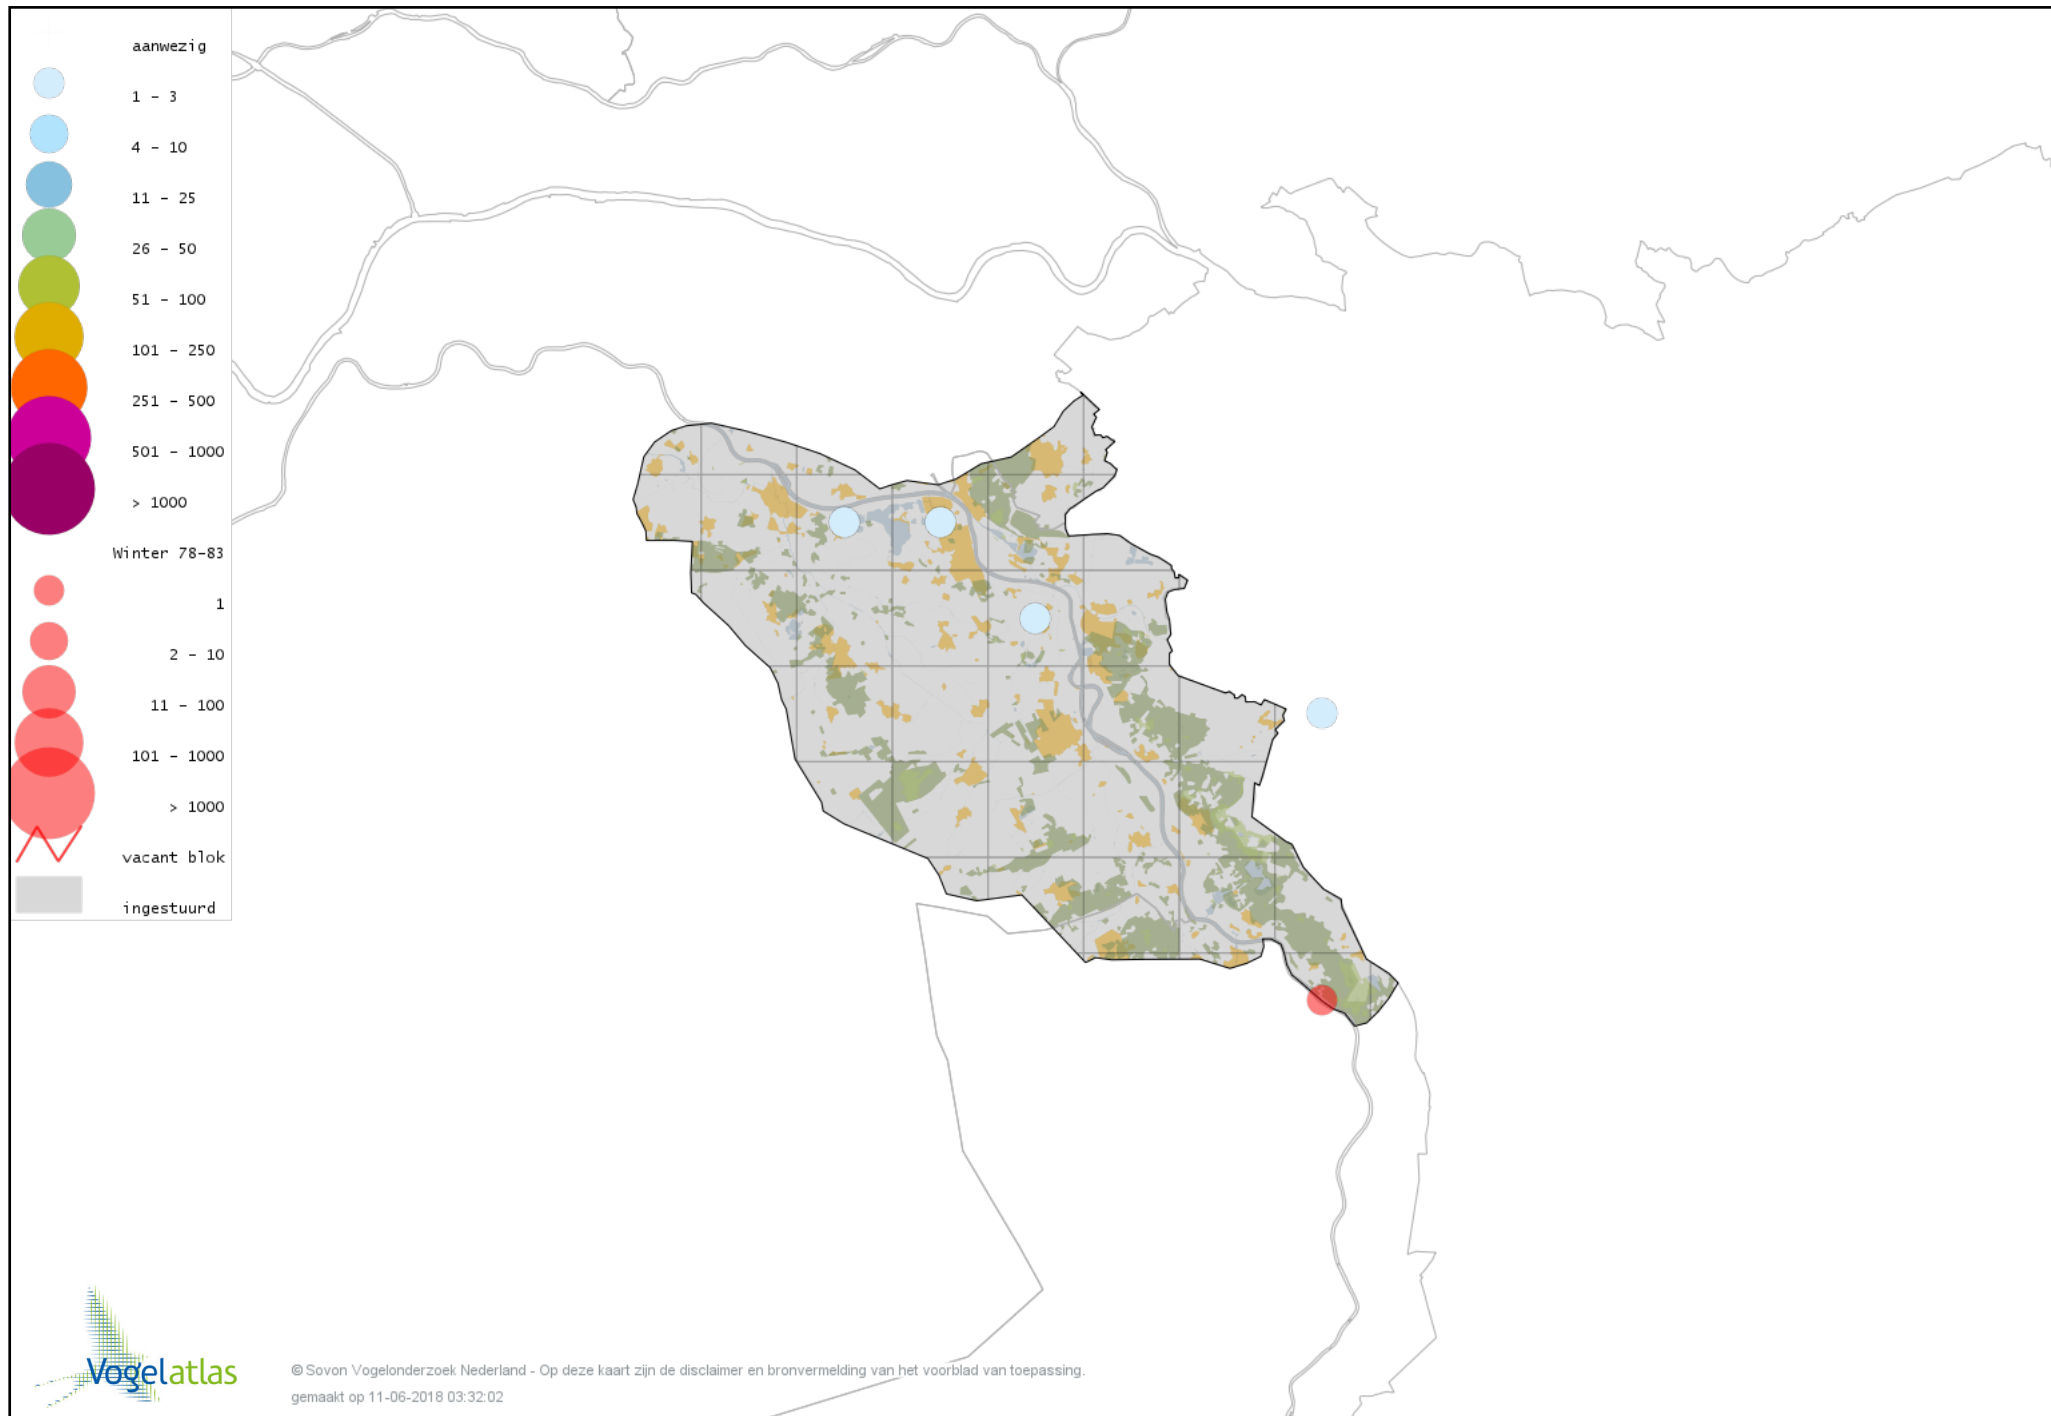 aanwezig
1 - 3
4 - 10
11 - 25
26 - 50
51 - 100
101 - 250
251 - 500
501 - 1000
> 1000
Winter 78-83
1
2 - 10
11 - 100
101 - 1000
> 1000
vacant blok
ingestuurd
Vogelatlas
© Sovon Vogelonderzoek Nederland - Op deze kaart zijn de disclaimer en bronvermelding van het voorblad van toepassing.
gemaakt op 11-06-2018 03:32:02